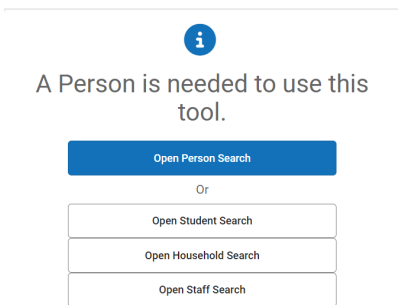 A Person is needed to use this
tool.
Open Person Search
Or
Open Student Search
Open Household Search
Open Staff Search